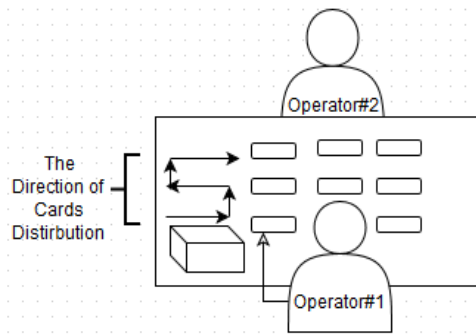 Operator#2
The
Direction of
Cards
Distirbution
Operator#1